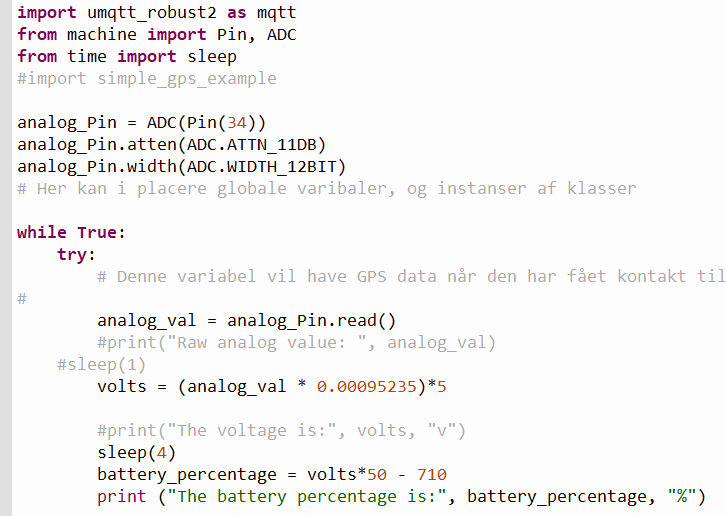 import umqtt_robust2 as mqtt
from machine import Pin, ADC
from time import sleep
#import simple_gps_example
analog_Pin = ADC(Pin(34))
analog_Pin.atten(ADC.ATTN_11DB)
analog_Pin.width(ADC.WIDTH_12BIT)
# Her kan i placere globale varibaler, og instanser af klasser
while True:
    try:
        # Denne variabel vil have GPS data når den har fået kontakt til
#
        analog_val = analog_Pin.read()
        #print("Raw analog value: ", analog_val)
    #sleep(1)
        volts = (analog_val * 0.00095235)*5
        #print("The voltage is:", volts, "v")
        sleep(4)
        battery_percentage = volts*50 - 710
        print ("The battery percentage is:", battery_percentage, "%")